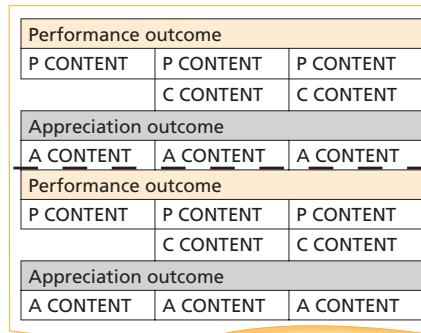 Performance outcome
P CONTENT P CONTENT P CONTENT
C CONTENT C CONTENT
Appreciation outcome
A CONTENT A CONTENT A CONTENT
Performance outcome
P CONTENT P CONTENT P CONTENT
C CONTENT C CONTENT
Appreciation outcome
A CONTENT A CONTENT A CONTENT